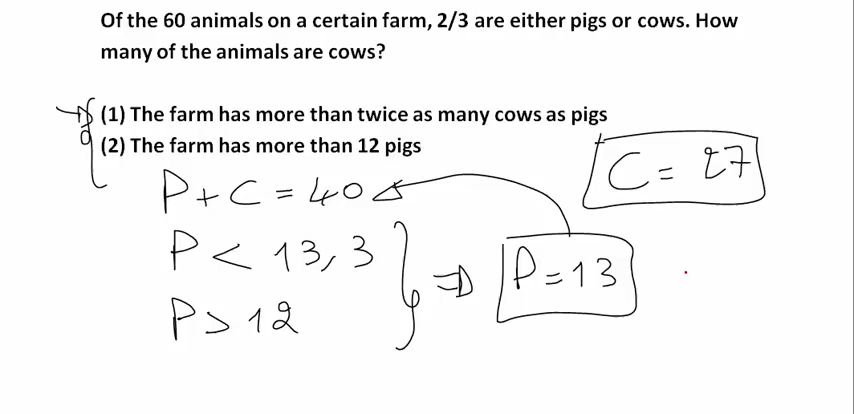 Of the 60 animals on a certain farm, 2/3 are either pigs or cows. How
many of the animals are cows?
(1) The farm has more than twice as many cows as pigs
(2) The farm has more than 12 pigs
P + C = 40
C = 27
P < 13,3
⇒ P = 13
P > 12